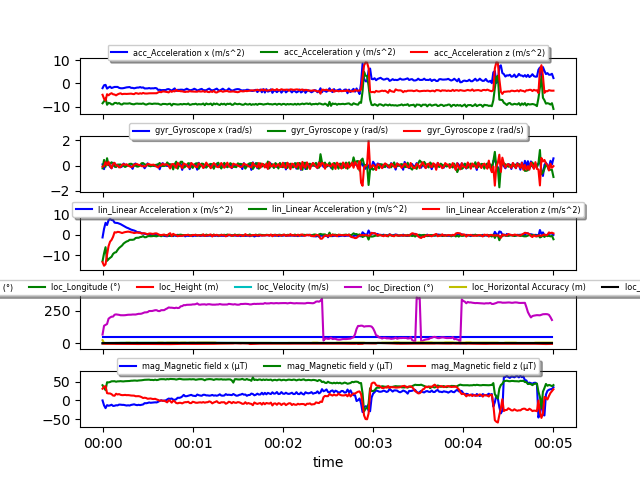 acc_Acceleration x (m/s^2) acc_Acceleration y (m/s^2) acc_Acceleration z (m/s^2)
10
0
−10
gyr_Gyroscope x (rad/s) gyr_Gyroscope y (rad/s) gyr_Gyroscope z (rad/s)
2
0
−2
lin_Linear Acceleration x (m/s^2) lin_Linear Acceleration y (m/s^2) lin_Linear Acceleration z (m/s^2)
10
0
−10
(°) loc_Longitude (°) loc_Height (m) loc_Velocity (m/s) loc_Direction (°) loc_Horizontal Accuracy (m) loc_
250
0
mag_Magnetic field x (μT) mag_Magnetic field y (μT) mag_Magnetic field z (μT)
50
0
−50
00:00 00:01 00:02 00:03 00:04 00:05
time